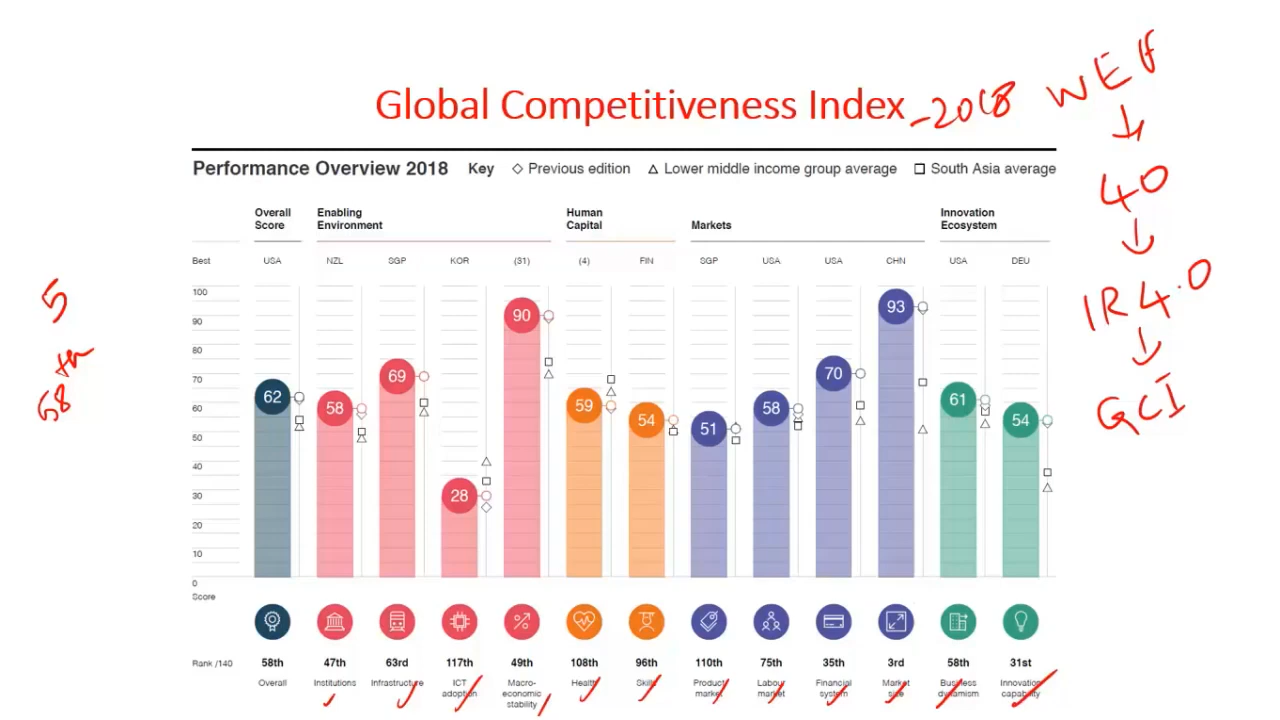 Global Competitiveness Index -2018
WEF
40
IR 4.0
GCI
5
58th
Performance Overview 2018 Key ◇ Previous edition △ Lower middle income group average □ South Asia average
Overall Score
Enabling Environment
Human Capital
Markets
Innovation Ecosystem
Best USA NZL SGP KOR (31) (4) FIN SGP USA USA CHN USA DEU
100
90
80
70
60
50
40
30
20
10
0
Score
62 58 69 28 90 59 54 51 58 70 93 61 54
Rank /140 58th 47th 63rd 117th 49th 108th 96th 110th 75th 35th 3rd 58th 31st
Overall
Institutions
Infrastructure
ICT adoption
Macro-
economic
stability
Health
Skills
Product market
Labour market
Financial system
Market size
Business dynamism
Innovation capability